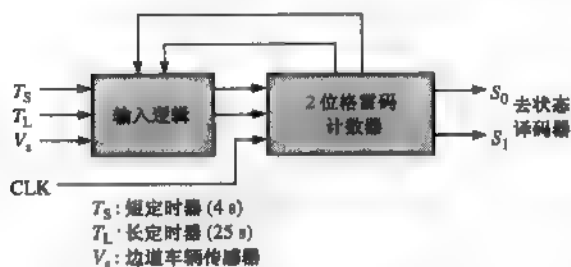 T_S
T_L
V_s
CLK
输入逻辑
2 位格雷码
计数器
S_0
S_1
去状态
译码器
T_S: 短定时器 (4 s)
T_L: 长定时器 (25 s)
V_s: 边道车辆传感器